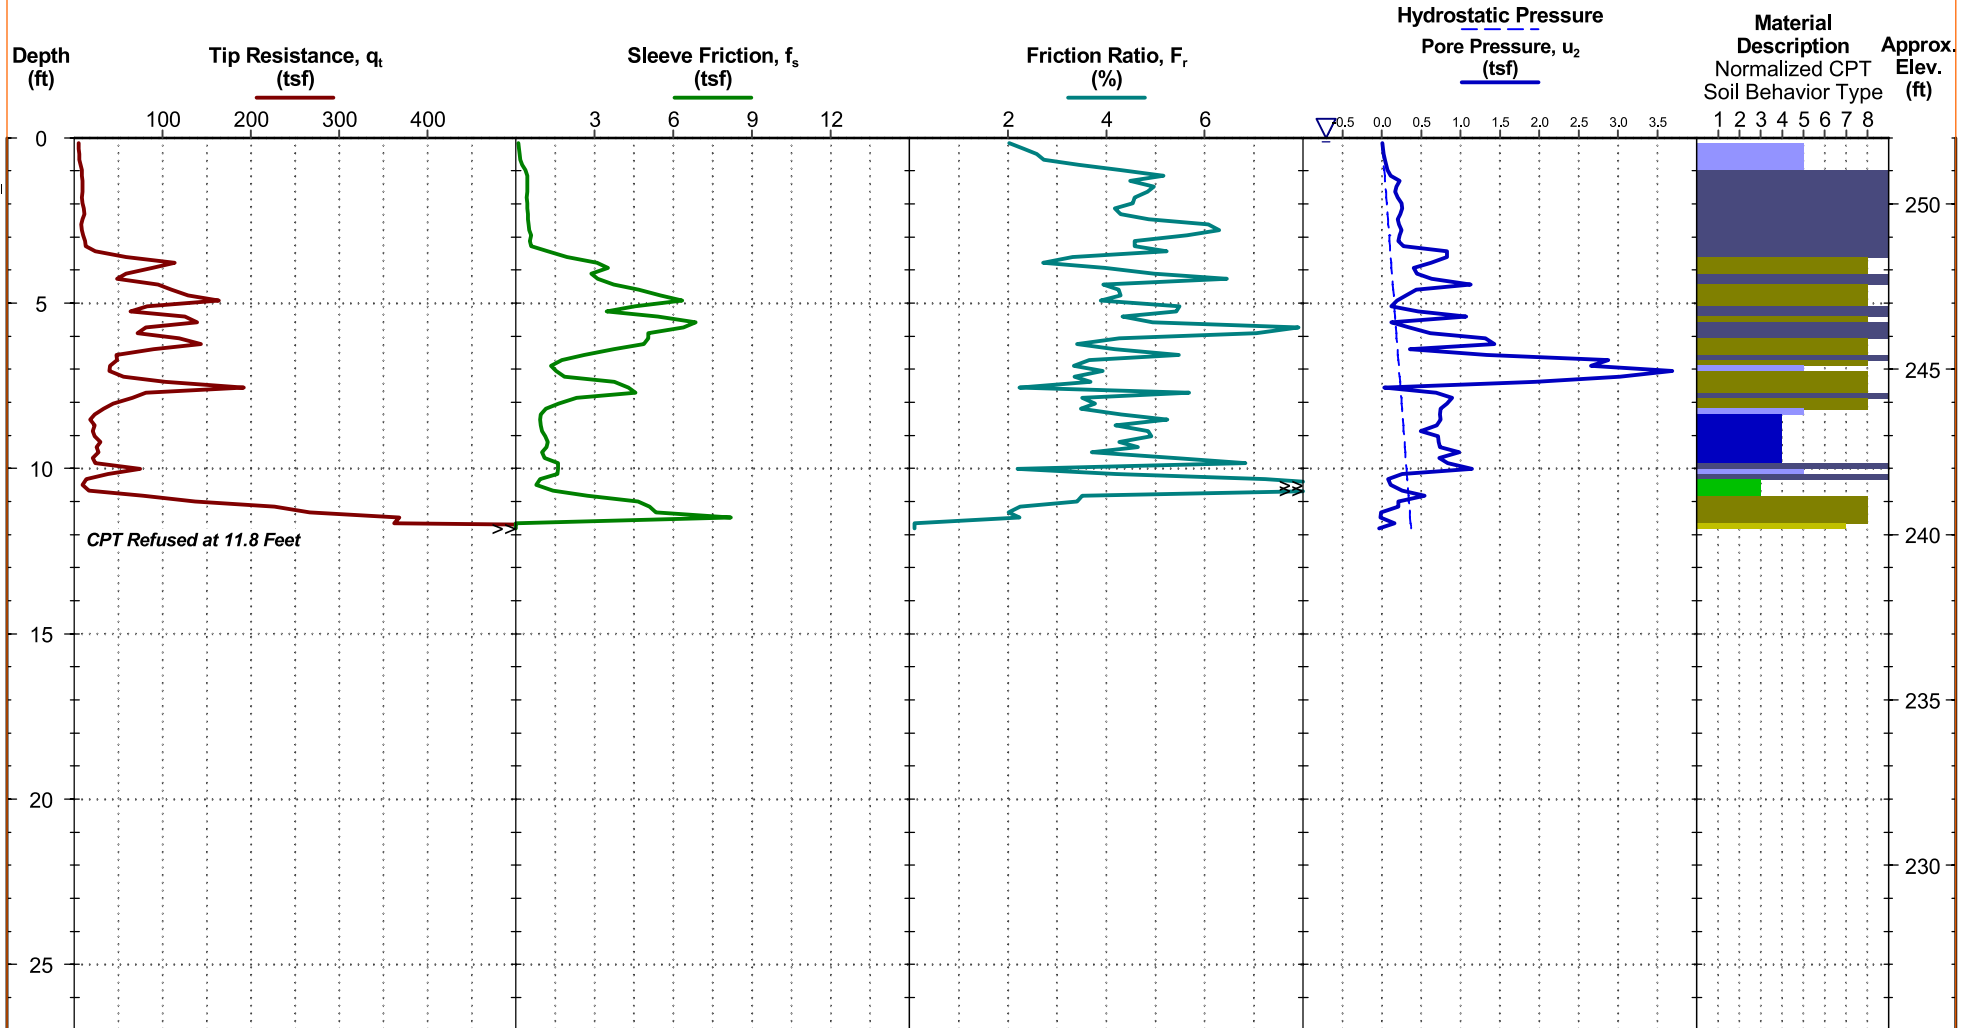 Depth
(ft)
Tip Resistance, qt
(tsf)
Sleeve Friction, fs
(tsf)
Friction Ratio, Fr
(%)
Hydrostatic Pressure
Pore Pressure, u2
(tsf)
Material
Description
Normalized CPT
Soil Behavior Type
Approx.
Elev.
(ft)
100 200 300 400
3 6 9 12
2 4 6
-0.5 0.0 0.5 1.0 1.5 2.0 2.5 3.0 3.5
1 2 3 4 5 6 7 8
0
5
10
15
20
25
>>
>>
>>
CPT Refused at 11.8 Feet
250
245
240
235
230